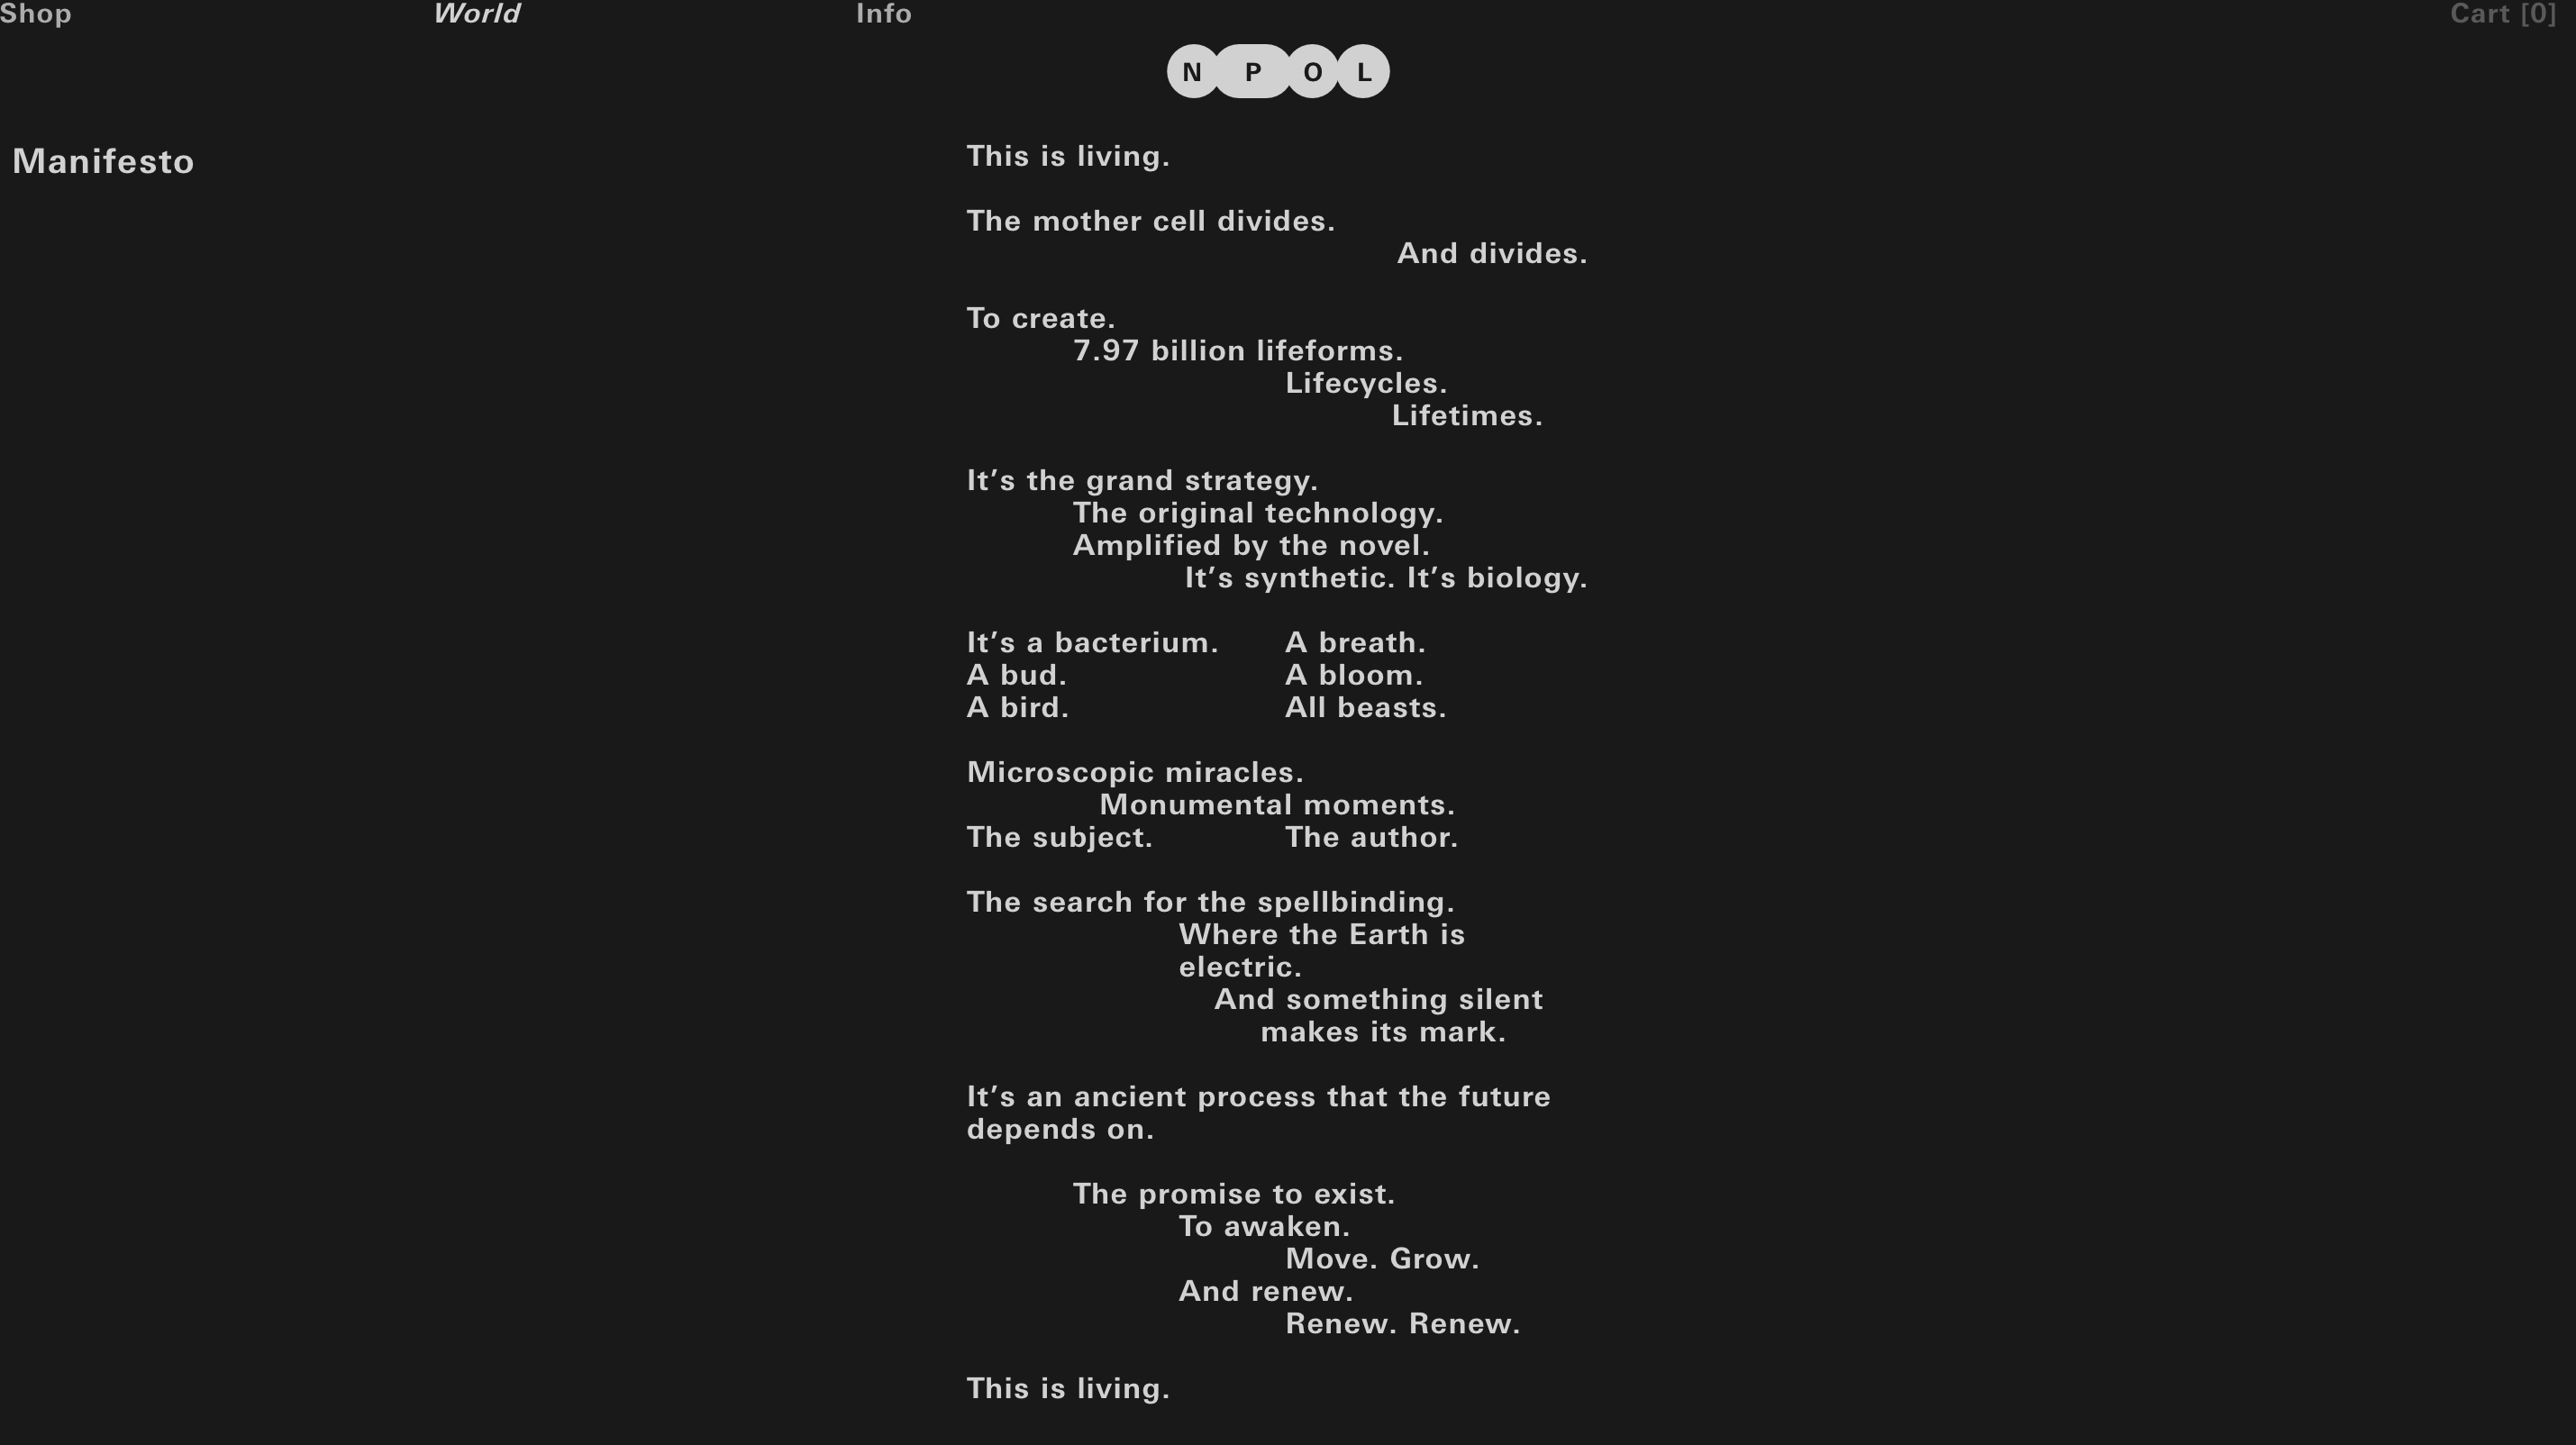 Shop World Info Cart [0]
N P O L
Manifesto
This is living.
The mother cell divides.
And divides.
To create.
7.97 billion lifeforms.
Lifecycles.
Lifetimes.
It’s the grand strategy.
The original technology.
Amplified by the novel.
It’s synthetic. It’s biology.
It’s a bacterium. A breath.
A bud. A bloom.
A bird. All beasts.
Microscopic miracles.
Monumental moments.
The subject. The author.
The search for the spellbinding.
Where the Earth is
electric.
And something silent
makes its mark.
It’s an ancient process that the future
depends on.
The promise to exist.
To awaken.
Move. Grow.
And renew.
Renew. Renew.
This is living.